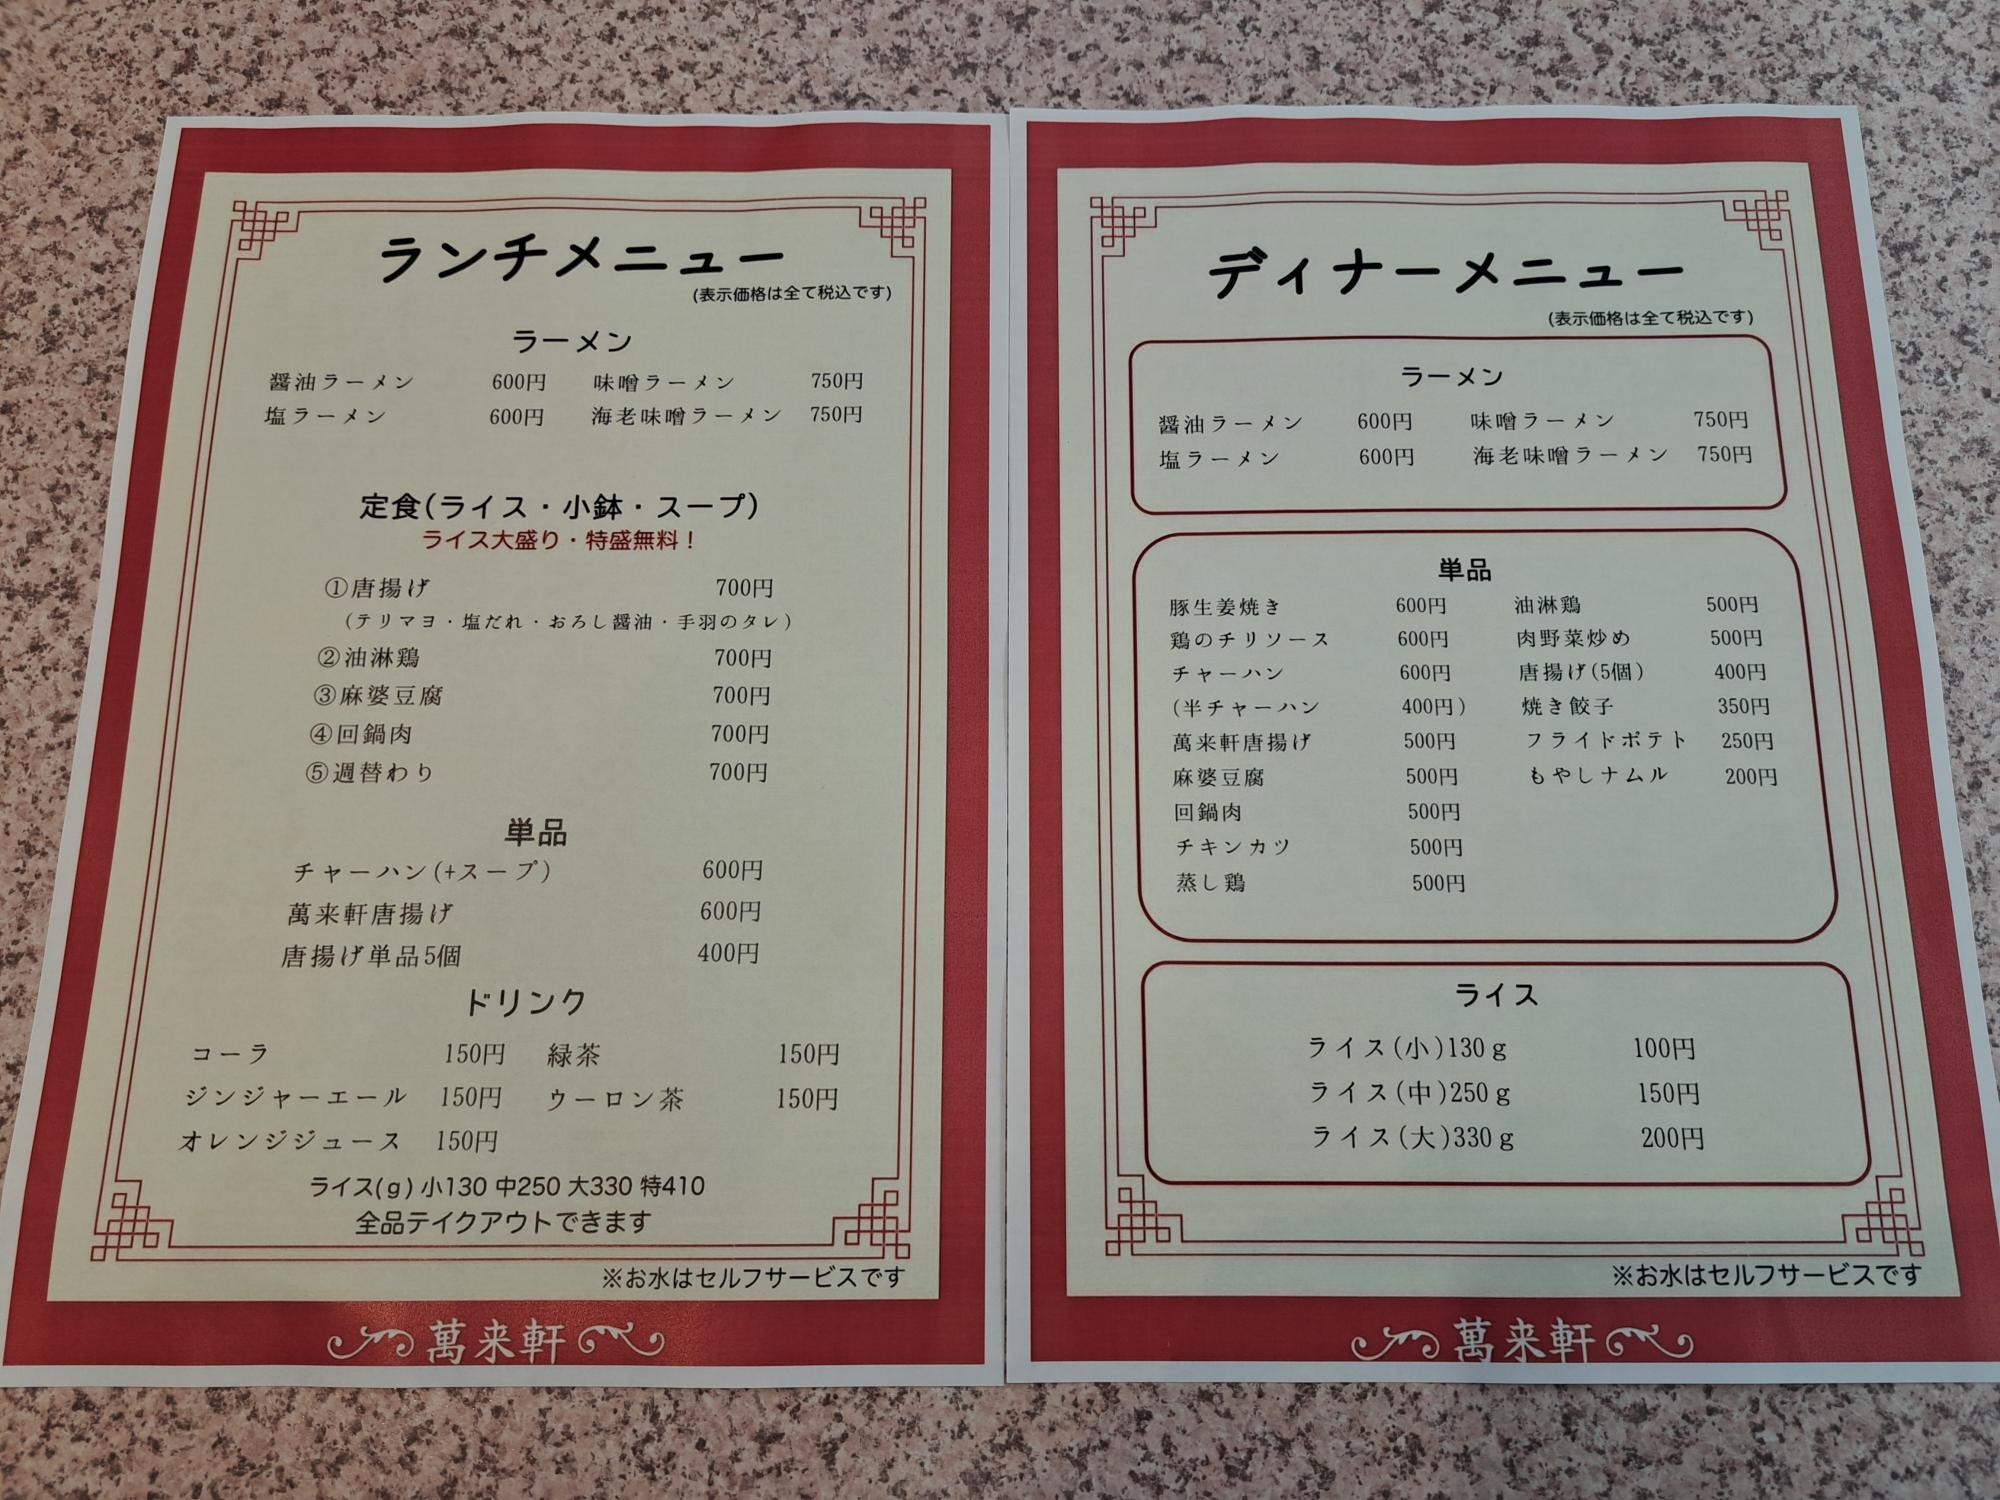 ランチメニュー
(表示価格は全て税込です)
ラーメン
醤油ラーメン 600円 味噌ラーメン 750円
塩ラーメン 600円 海老味噌ラーメン 750円
定食(ライス・小鉢・スープ)
ライス大盛り・特盛無料！
①唐揚げ 700円
(テリマヨ・塩だれ・おろし醤油・手羽のタレ)
②油淋鶏 700円
③麻婆豆腐 700円
④回鍋肉 700円
⑤週替わり 700円
単品
チャーハン(+スープ) 600円
萬来軒唐揚げ 600円
唐揚げ単品5個 400円
ドリンク
コーラ 150円 緑茶 150円
ジンジャーエール 150円 ウーロン茶 150円
オレンジジュース 150円
ライス(g) 小130 中250 大330 特410
全品テイクアウトできます
※お水はセルフサービスです
萬来軒
ディナーメニュー
(表示価格は全て税込です)
ラーメン
醤油ラーメン 600円 味噌ラーメン 750円
塩ラーメン 600円 海老味噌ラーメン 750円
単品
豚生姜焼き 600円 油淋鶏 500円
鶏のチリソース 600円 肉野菜炒め 500円
チャーハン 600円 唐揚げ(5個) 400円
(半チャーハン 400円) 焼き餃子 350円
萬来軒唐揚げ 500円 フライドポテト 250円
麻婆豆腐 500円 もやしナムル 200円
回鍋肉 500円
チキンカツ 500円
蒸し鶏 500円
ライス
ライス(小)130g 100円
ライス(中)250g 150円
ライス(大)330g 200円
※お水はセルフサービスです
萬来軒